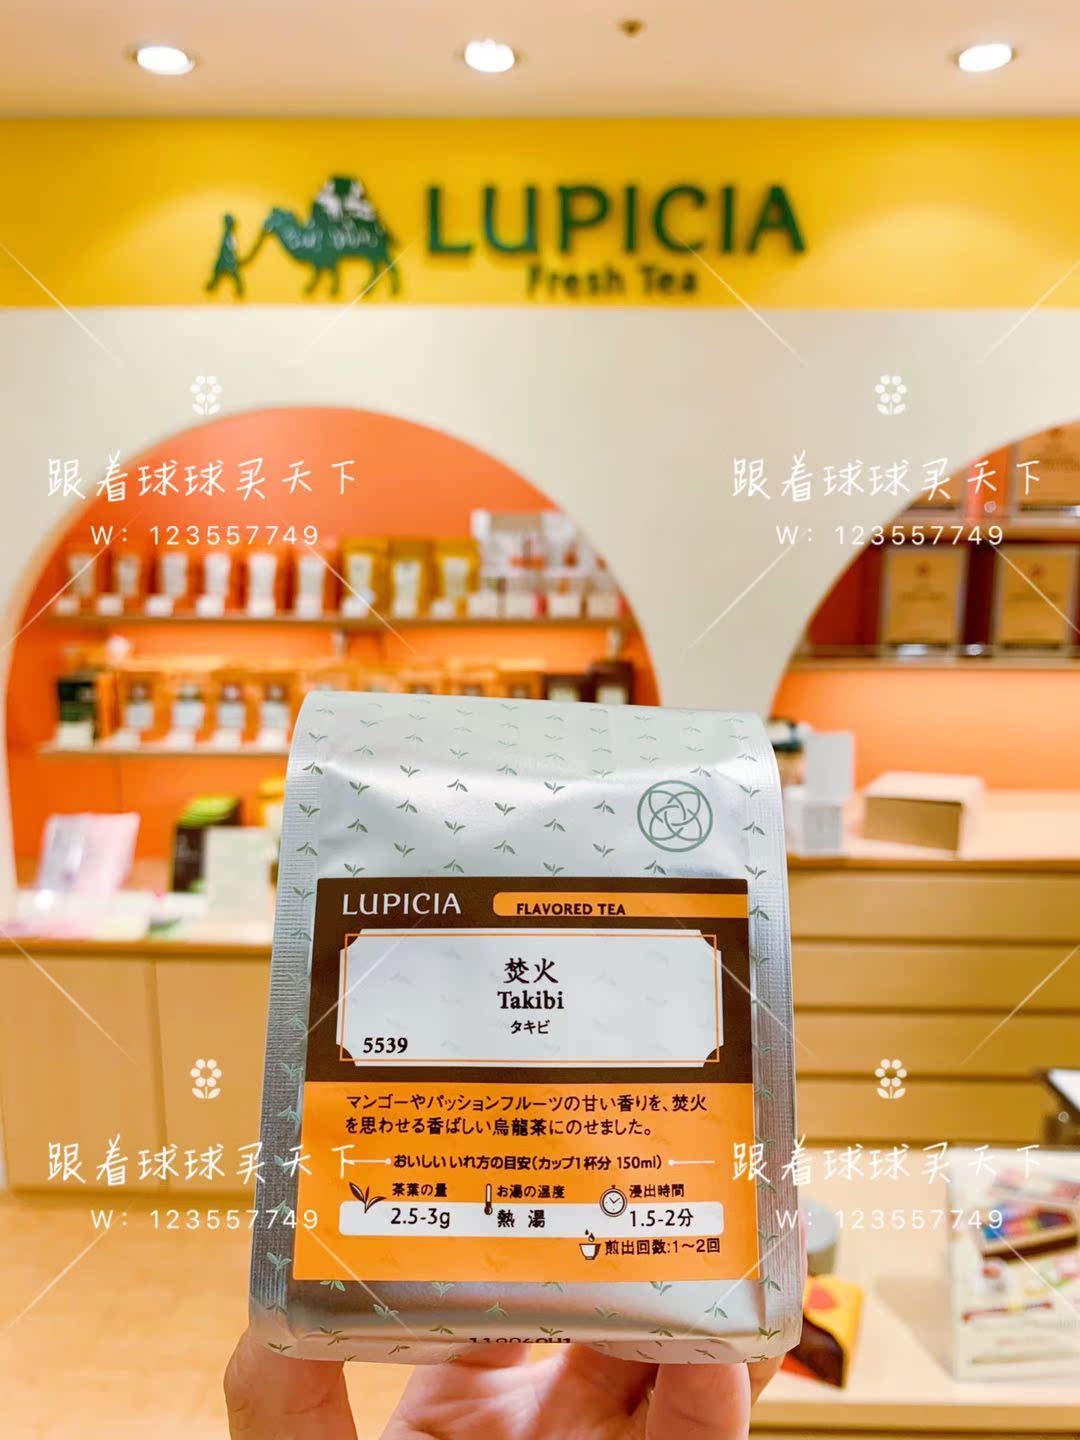 LUPICIA
Fresh Tea
跟着球球买天下
W: 123557749
跟着球球买天下
W: 123557749
LUPICIA
FLAVORED TEA
焚火
Takibi
タキビ
5539
マンゴーやパッションフルーツの甘い香りを、焚火
を思わせる香ばしい烏龍茶にのせました。
おいしいいれ方の目安(カップ1杯分 150ml)
茶葉の量
2.5-3g
お湯の温度
熱湯
浸出時間
1.5-2分
煎出回数:1〜2回
跟着球球买天下
W: 123557749
跟着球球买天下
W: 123557749